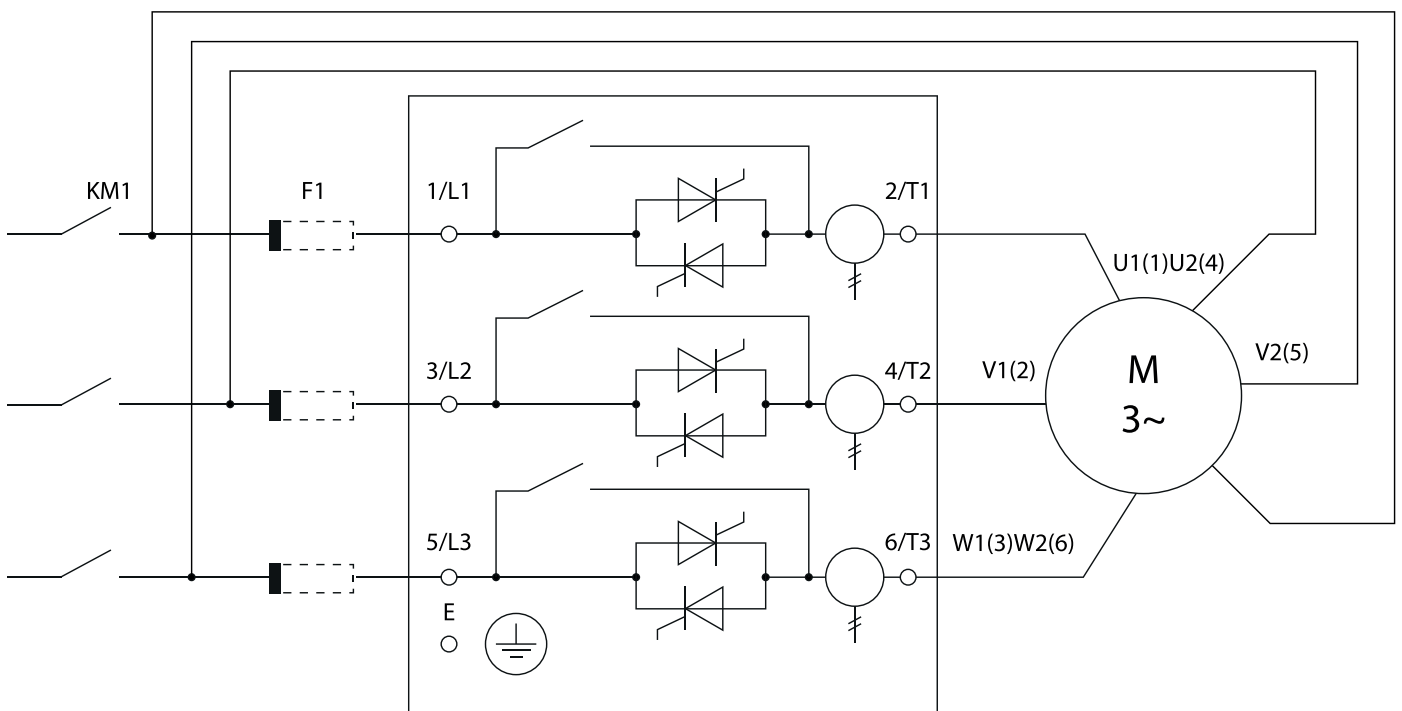 KM1
F1
1/L1
2/T1
U1(1)U2(4)
3/L2
4/T2
V1(2)
V2(5)
M
3~
5/L3
6/T3
W1(3)W2(6)
E